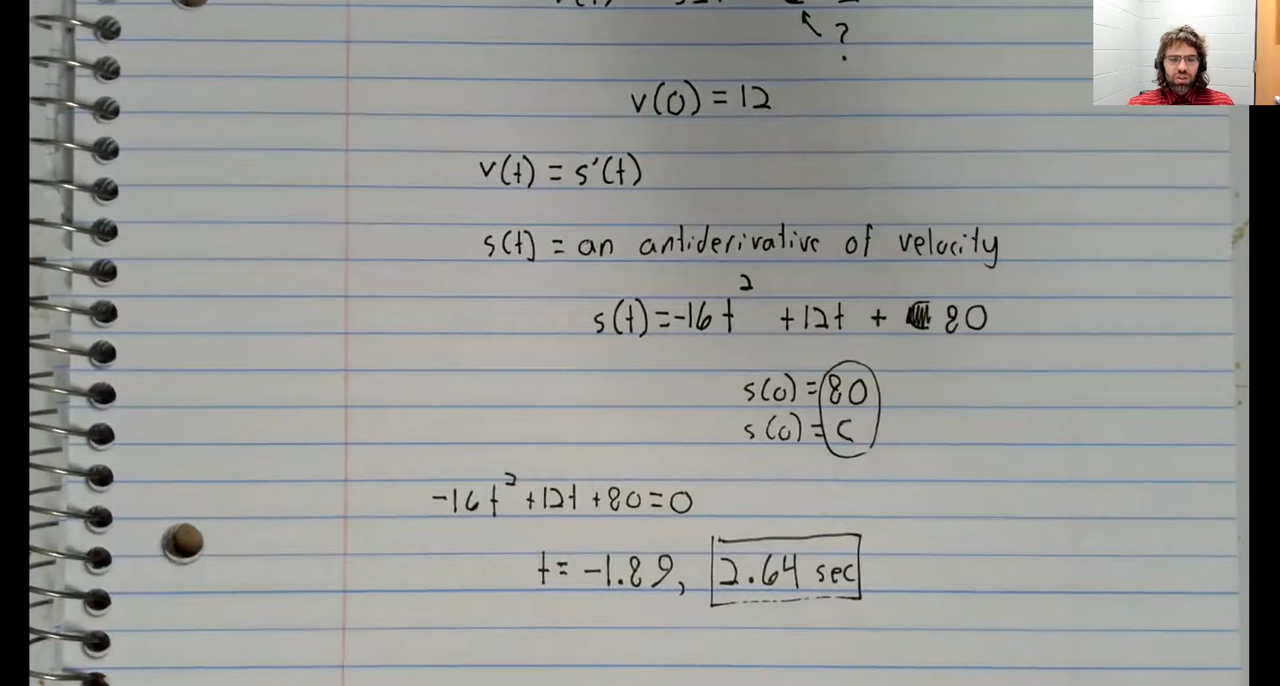 ?
v(0) = 12
v(t) = s'(t)
s(t) = an antiderivative of velocity
s(t) = -16t² + 12t + 80
s(0) = 80
s(0) = C
-16t² + 12t + 80 = 0
t = -1.89, 2.64 sec